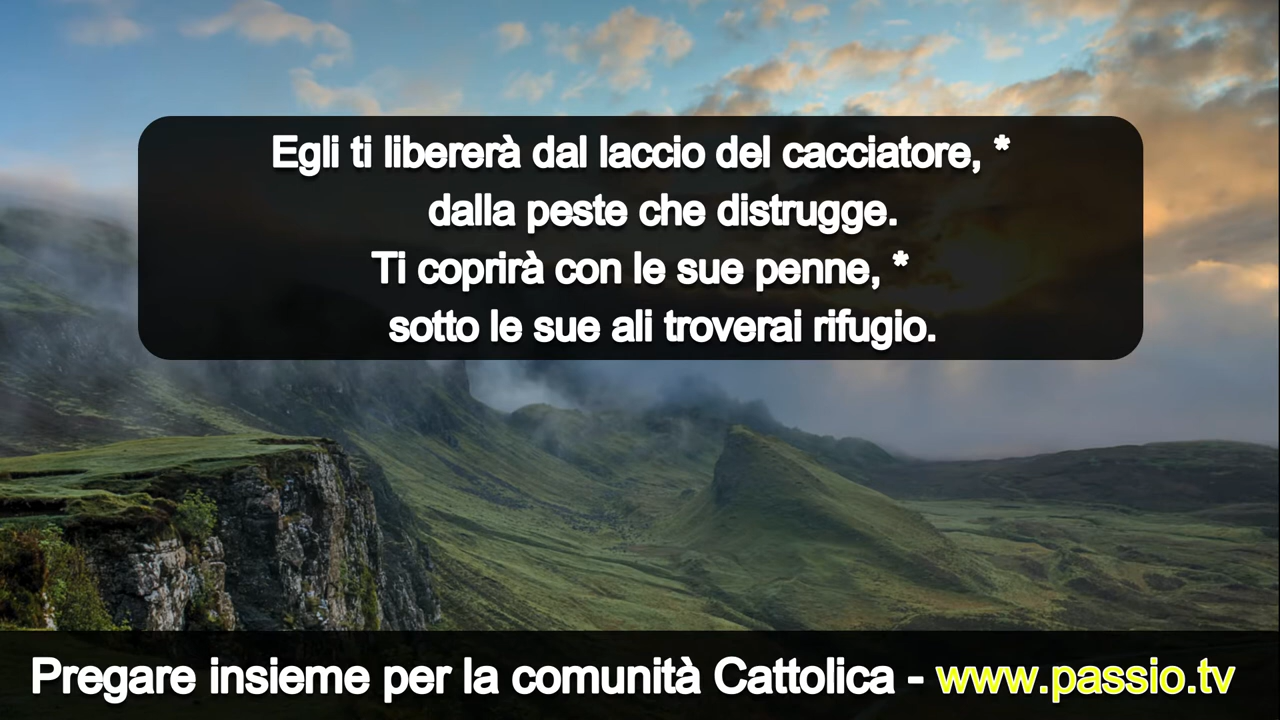 Egli ti libererà dal laccio del cacciatore, *
dalla peste che distrugge.
Ti coprirà con le sue penne, *
sotto le sue ali troverai rifugio.
Pregare insieme per la comunità Cattolica - www.passio.tv